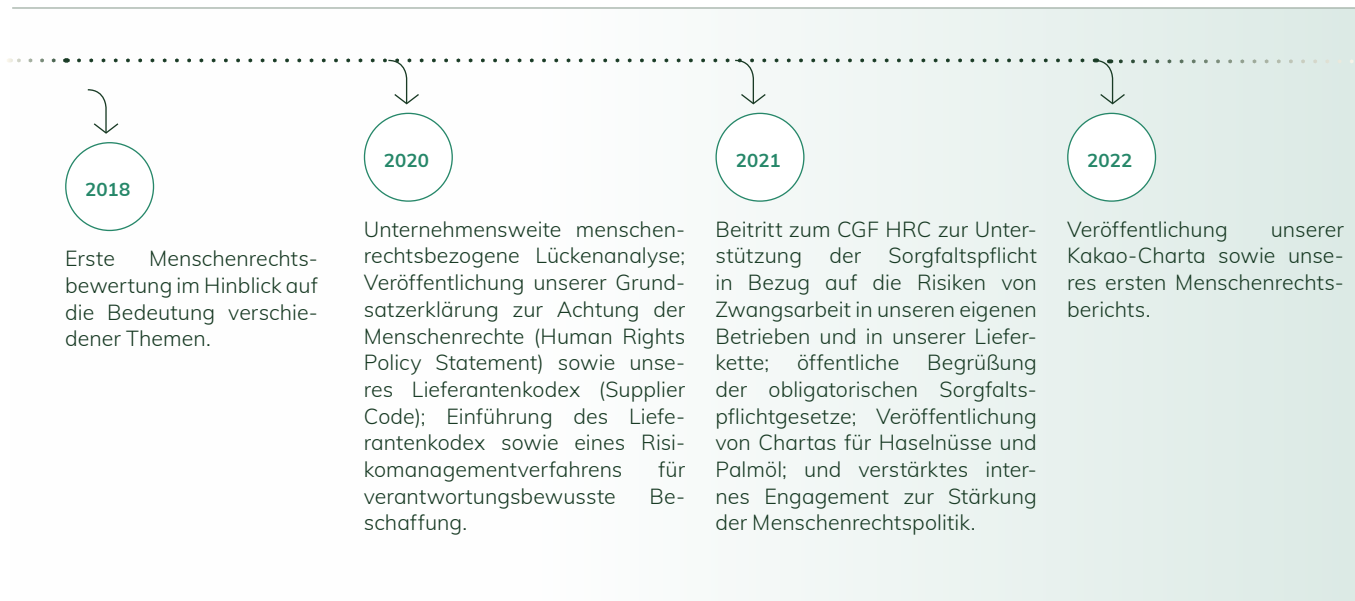 2018
Erste Menschenrechts-
bewertung im Hinblick auf
die Bedeutung verschie-
dener Themen.
2020
Unternehmensweite menschen-
rechtsbezogene Lückenanalyse;
Veröffentlichung unserer Grund-
satzerklärung zur Achtung der
Menschenrechte (Human Rights
Policy Statement) sowie unse-
res Lieferantenkodex (Supplier
Code); Einführung des Liefe-
rantenkodex sowie eines Risi-
komanagementverfahrens für
verantwortungsbewusste Be-
schaffung.
2021
Beitritt zum CGF HRC zur Unter-
stützung der Sorgfaltspflicht
in Bezug auf die Risiken von
Zwangsarbeit in unseren eigenen
Betrieben und in unserer Liefer-
kette; öffentliche Begrüßung
der obligatorischen Sorgfalts-
pflichtgesetze; Veröffentlichung
von Chartas für Haselnüsse und
Palmöl; und verstärktes inter-
nes Engagement zur Stärkung
der Menschenrechtspolitik.
2022
Veröffentlichung unserer
Kakao-Charta sowie unse-
res ersten Menschenrechts-
berichts.